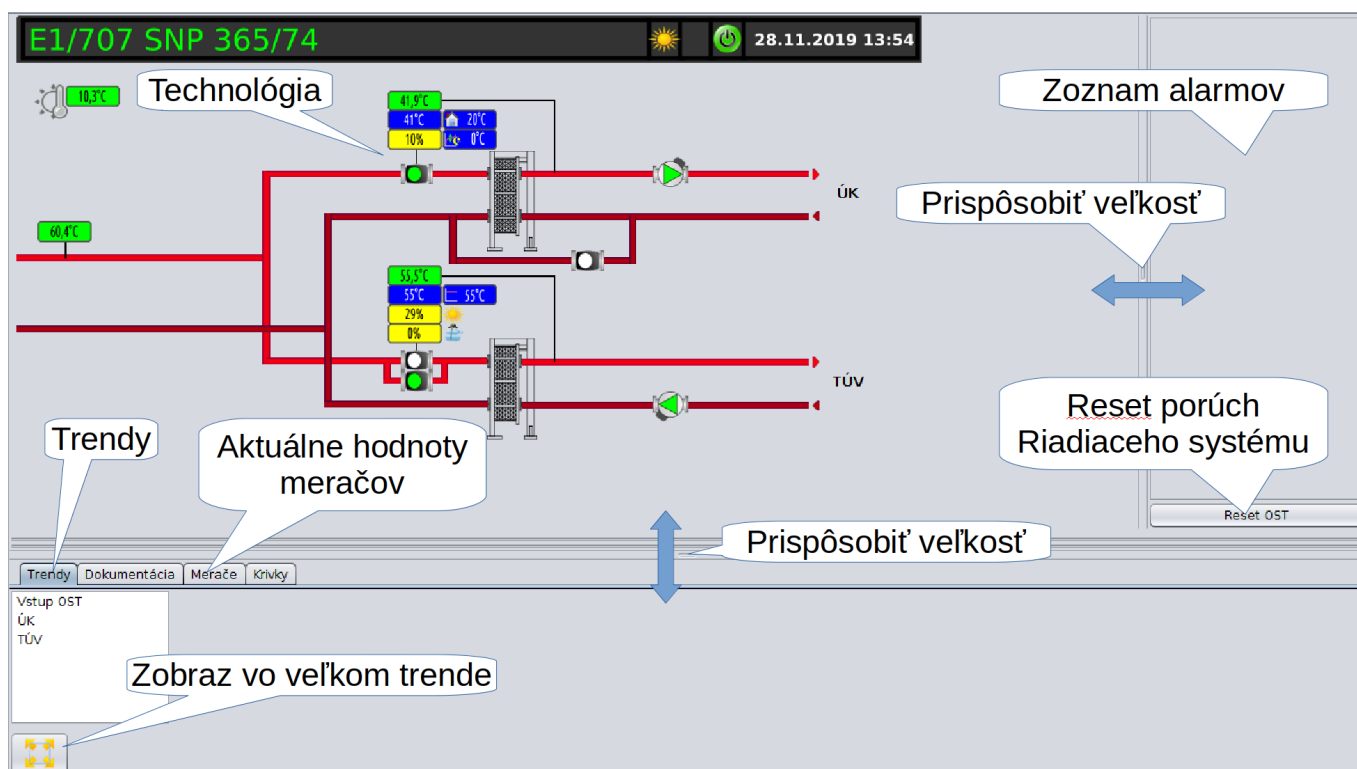 E1/707 SNP 365/74
28.11.2019 13:54
10,3°C
Technológia
Zoznam alarmov
41,9°C
41°C 20°C
10% 0°C
ÚK
Prispôsobiť veľkosť
60,4°C
55,5°C
55°C 55°C
29%
0%
TÚV
Reset porúch
Riadiaceho systému
Trendy
Aktuálne hodnoty
meračov
Reset OST
Prispôsobiť veľkosť
Trendy Dokumentácia Merače Krivky
Vstup OST
ÚK
TÚV
Zobraz vo veľkom trende